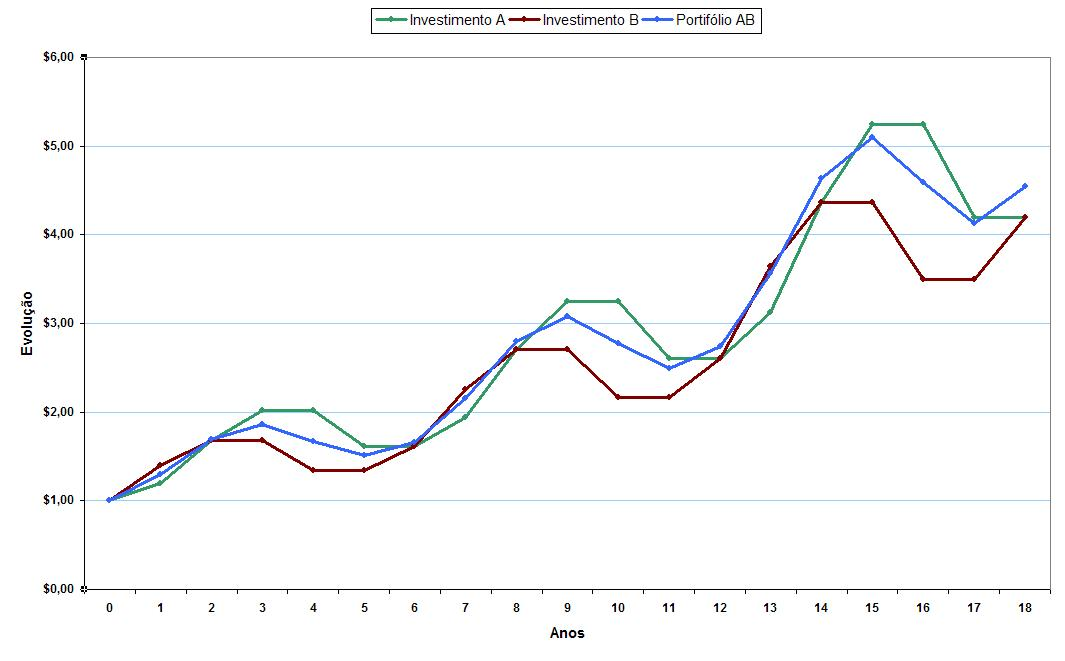 Investimento A Investimento B Portifólio AB
$6,00
$5,00
$4,00
$3,00
$2,00
$1,00
$0,00
Evolução
0 1 2 3 4 5 6 7 8 9 10 11 12 13 14 15 16 17 18
Anos